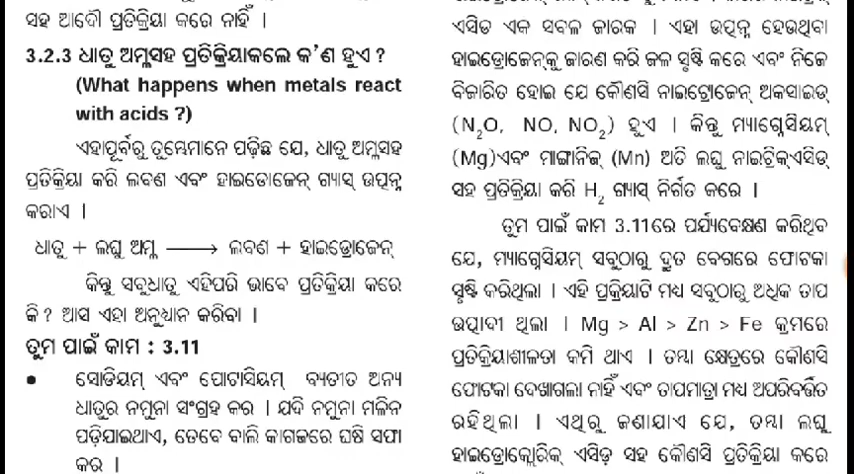 ସହ ଆଦୌ ପ୍ରତିକ୍ରିୟା କରେ ନାହିଁ ।
3.2.3 ଧାତୁ ଅମ୍ଳସହ ପ୍ରତିକ୍ରିୟାକଲେ କ'ଣ ହୁଏ ?
(What happens when metals react
with acids ?)
ଏହାପୂର୍ବରୁ ତୁମ୍ଭେମାନେ ପଢ଼ିଛ ଯେ, ଧାତୁ ଅମ୍ଳସହ
ପ୍ରତିକ୍ରିୟା କରି ଲବଣ ଏବଂ ହାଇଡୋଜେନ୍ ଗ୍ୟାସ୍ ଉତ୍ପନ୍ନ
କରାଏ ।
ଧାତୁ + ଲଘୁ ଅମ୍ଳ ⟶ ଲବଣ + ହାଇଡ୍ରୋଜେନ୍
କିନ୍ତୁ ସବୁଧାତୁ ଏହିପରି ଭାବେ ପ୍ରତିକ୍ରିୟା କରେ
କି ? ଆସ ଏହା ଅନୁଧ୍ୟାନ କରିବା ।
ତୁମ ପାଇଁ କାମ : 3.11
● ସୋଡିୟମ୍ ଏବଂ ପୋଟାସିୟମ୍ ବ୍ୟତୀତ ଅନ୍ୟ
ଧାତୁର ନମୁନା ସଂଗ୍ରହ କର । ଯଦି ନମୁନା ମଳିନ
ପଡ଼ିଯାଇଥାଏ, ତେବେ ବାଲି କାଗଜରେ ଘଷି ସଫା
କର ।
ଏସିଡ ଏକ ସବଳ ଜାରକ । ଏହା ଉତ୍ପନ୍ନ ହେଉଥିବା
ହାଇଡ୍ରୋଜେନ୍‌କୁ ଜାରଣ କରି ଜଳ ସୃଷ୍ଟି କରେ ଏବଂ ନିଜେ
ବିଜାରିତ ହୋଇ ଯେ କୌଣସି ନାଇଟ୍ରୋଜେନ୍ ଅକସାଇଡ୍
(N₂O, NO, NO₂) ହୁଏ । କିନ୍ତୁ ମ୍ୟାଗ୍ନେସିୟମ୍
(Mg)ଏବଂ ମାଙ୍ଗାନିଜ୍ (Mn) ଅତି ଲଘୁ ନାଇଟ୍ରିକ୍‌ଏସିଡ୍
ସହ ପ୍ରତିକ୍ରିୟା କରି H₂ ଗ୍ୟାସ୍ ନିର୍ଗତ କରେ ।
ତୁମ ପାଇଁ କାମ 3.11ରେ ପର୍ଯ୍ୟବେକ୍ଷଣ କରିଥିବ
ଯେ, ମ୍ୟାଗ୍ନେସିୟମ୍ ସବୁଠାରୁ ଦ୍ରୁତ ବେଗରେ ଫୋଟକା
ସୃଷ୍ଟି କରିଥିଲା । ଏହି ପ୍ରକ୍ରିୟାଟି ମଧ୍ୟ ସବୁଠାରୁ ଅଧିକ ତାପ
ଉତ୍ପାଦୀ ଥିଲା । Mg > Al > Zn > Fe କ୍ରମରେ
ପ୍ରତିକ୍ରିୟାଶୀଳତା କମି ଥାଏ । ତମ୍ବା କ୍ଷେତ୍ରରେ କୌଣସି
ଫୋଟକା ଦେଖାଗଲା ନାହିଁ ଏବଂ ତାପମାତ୍ରା ମଧ୍ୟ ଅପରିବର୍ତ୍ତିତ
ରହିଥିଲା । ଏଥିରୁ ଜଣାଯାଏ ଯେ, ତମ୍ବା ଲଘୁ
ହାଇଡ୍ରୋକ୍ଲୋରିକ୍ ଏସିଡ଼ ସହ କୌଣସି ପ୍ରତିକ୍ରିୟା କରେ